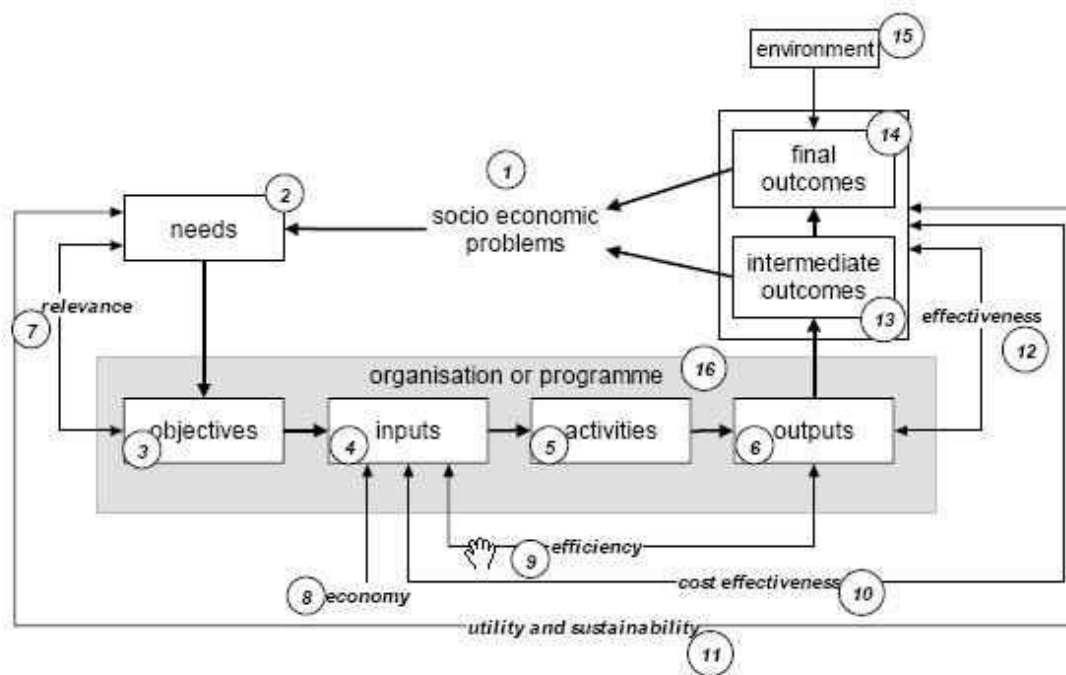 environment
15
14
final
outcomes
1
socio economic
problems
2
needs
intermediate
outcomes
13
relevance
7
effectiveness
12
organisation or programme
16
objectives
3
inputs
4
activities
5
outputs
6
efficiency
9
economy
8
cost effectiveness
10
utility and sustainability
11